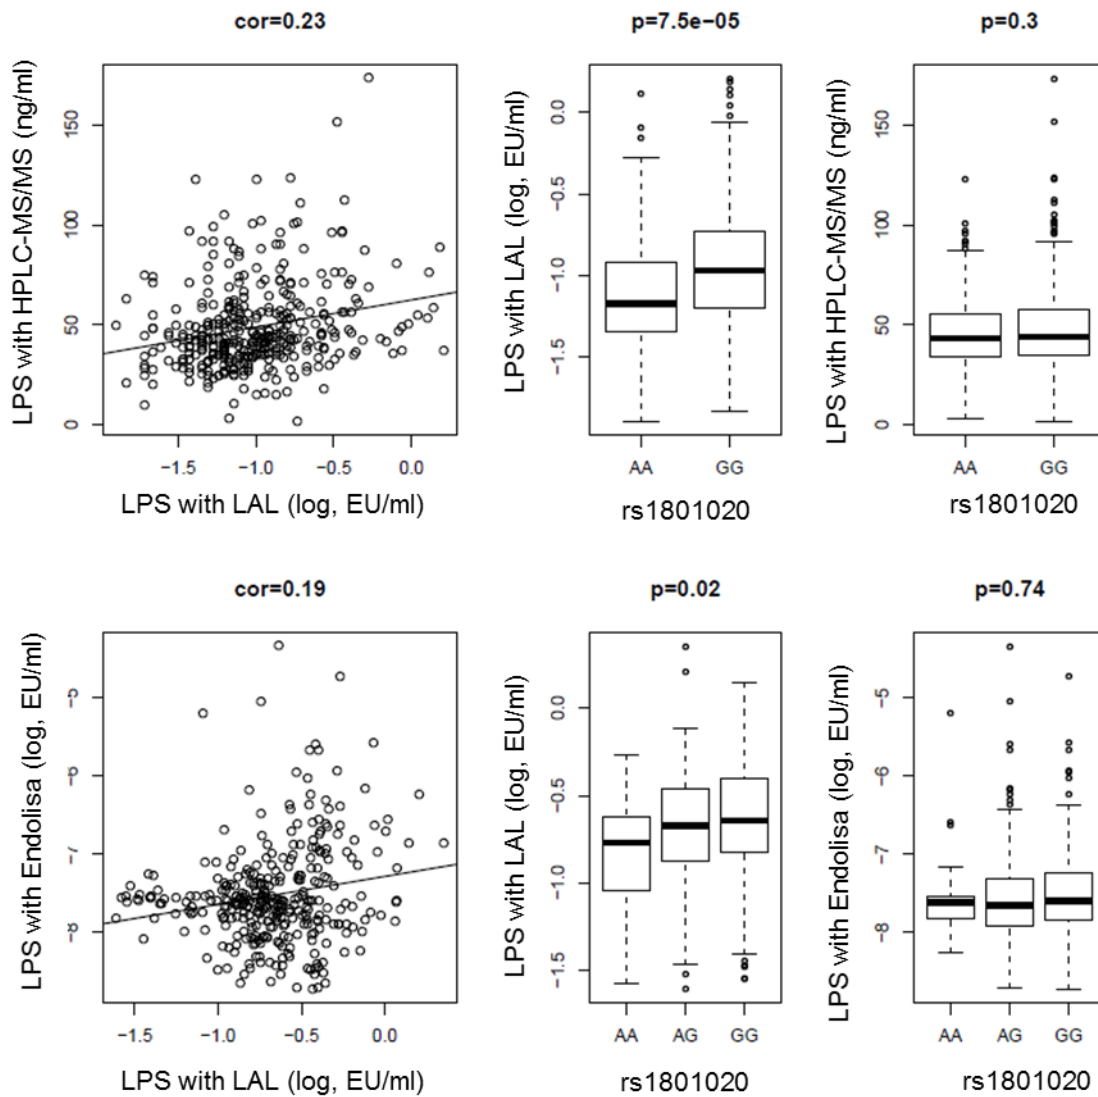 cor=0.23
p=7.5e−05
p=0.3
LPS with HPLC-MS/MS (ng/ml)
150
100
50
0
−1.5 −1.0 −0.5 0.0
LPS with LAL (log, EU/ml)
LPS with LAL (log, EU/ml)
0.0
−0.5
−1.0
−1.5
AA GG
rs1801020
LPS with HPLC-MS/MS (ng/ml)
150
100
50
0
AA GG
rs1801020
cor=0.19
p=0.02
p=0.74
LPS with Endolisa (log, EU/ml)
−5
−5
−7
−8
−1.5 −1.0 −0.5 0.0
LPS with LAL (log, EU/ml)
LPS with LAL (log, EU/ml)
0.0
−0.5
−1.0
−1.5
AA AG GG
rs1801020
LPS with Endolisa (log, EU/ml)
−5
−6
−7
−8
AA AG GG
rs1801020